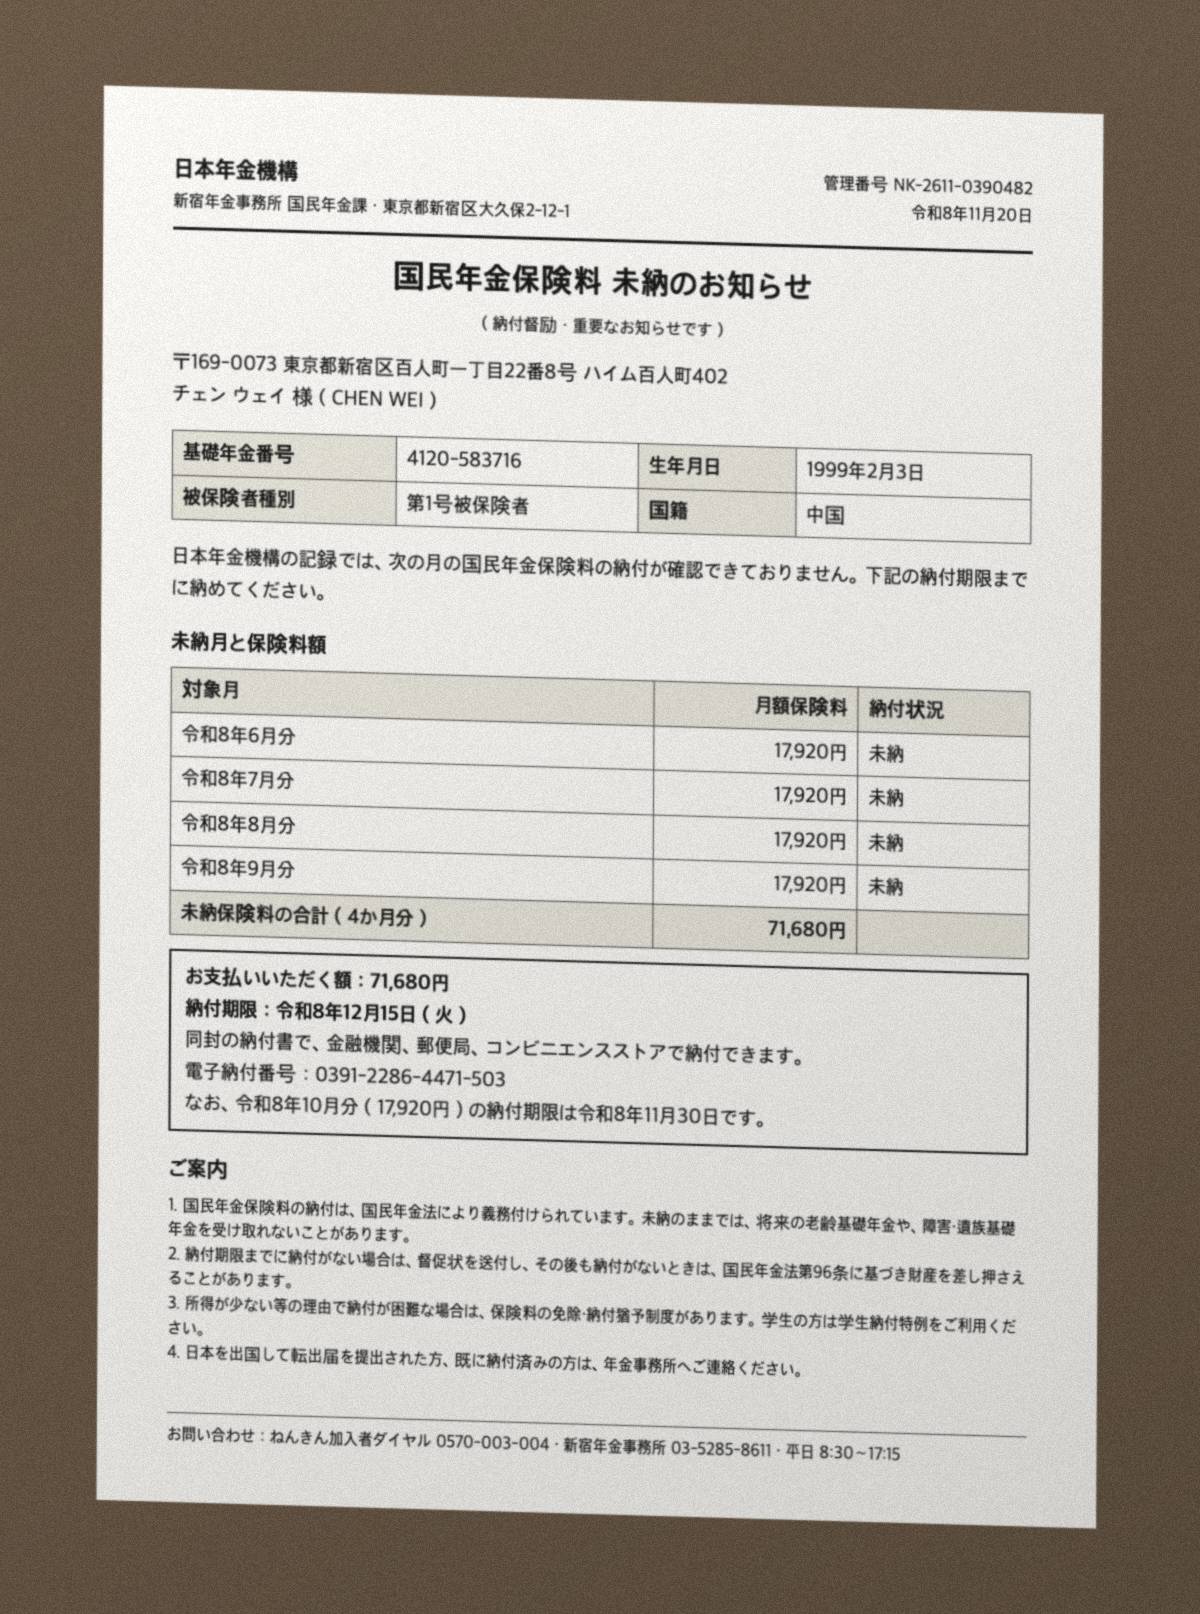 日本年金機構
新宿年金事務所 国民年金課・東京都新宿区大久保2-12-1
管理番号 NK-2611-0390482
令和8年11月20日
国民年金保険料 未納のお知らせ
（納付督励・重要なお知らせです）
〒169-0073 東京都新宿区百人町一丁目22番8号 ハイム百人町402
チェン ウェイ 様（CHEN WEI）
基礎年金番号 4120-583716 生年月日 1999年2月3日
被保険者種別 第1号被保険者 国籍 中国
日本年金機構の記録では、次の月の国民年金保険料の納付が確認できておりません。下記の納付期限まで
に納めてください。
未納月と保険料額
対象月 月額保険料 納付状況
令和8年6月分 17,920円 未納
令和8年7月分 17,920円 未納
令和8年8月分 17,920円 未納
令和8年9月分 17,920円 未納
未納保険料の合計（4か月分） 71,680円
お支払いいただく額：71,680円
納付期限：令和8年12月15日（火）
同封の納付書で、金融機関、郵便局、コンビニエンスストアで納付できます。
電子納付番号：0391-2286-4471-503
なお、令和8年10月分（17,920円）の納付期限は令和8年11月30日です。
ご案内
1. 国民年金保険料の納付は、国民年金法により義務付けられています。未納のままでは、将来の老齢基礎年金や、障害・遺族基礎
年金を受け取れないことがあります。
2. 納付期限までに納付がない場合は、督促状を送付し、その後も納付がないときは、国民年金法第96条に基づき財産を差し押さえ
ることがあります。
3. 所得が少ない等の理由で納付が困難な場合は、保険料の免除・納付猶予制度があります。学生の方は学生納付特例をご利用くだ
さい。
4. 日本を出国して転出届を提出された方、既に納付済みの方は、年金事務所へご連絡ください。
お問い合わせ：ねんきん加入者ダイヤル 0570-003-004・新宿年金事務所 03-5285-8611・平日 8:30～17:15